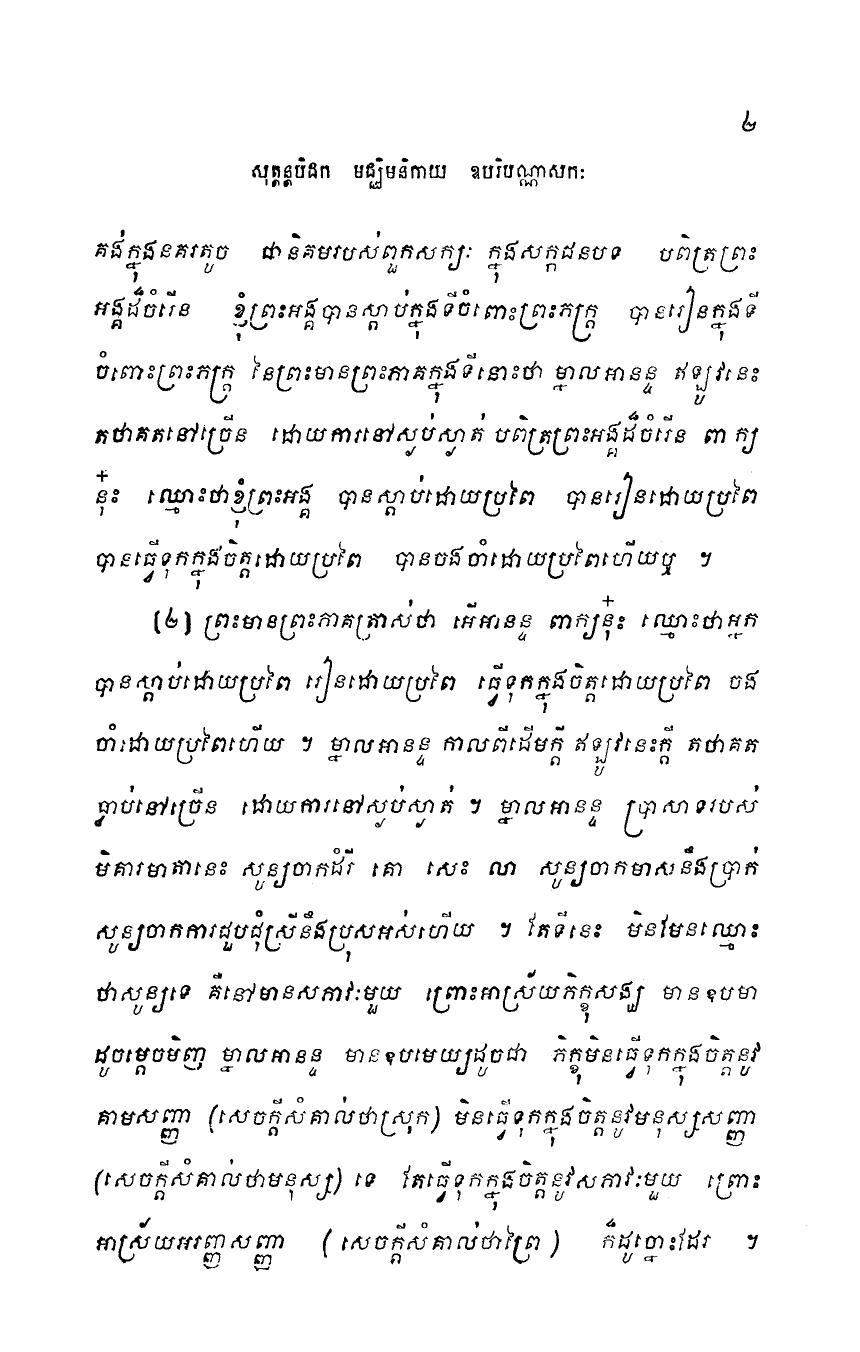 ២
សុត្តន្តបិដក មជ្ឈិមនិកាយ ឧបរិបណ្ណាសកៈ
គង់ក្នុងនគរតូច ជានិគមរបស់ពួកសក្យៈ ក្នុងសក្កជនបទ បពិត្រព្រះ
អង្គដ៏ចំរើន ខ្ញុំព្រះអង្គបានស្តាប់ក្នុងទីចំពោះព្រះភក្ត្រ បានរៀនក្នុងទី
ចំពោះព្រះភក្ត្រ នៃព្រះមានព្រះភាគក្នុងទីនោះថា ម្នាលអានន្ទ ឥឡូវនេះ
តថាគតនៅច្រើន ដោយការនៅស្ងប់ស្ងាត់ បពិត្រព្រះអង្គដ៏ចំរើន ពាក្យ
នុ៎ះ ឈ្មោះថាខ្ញុំព្រះអង្គ បានស្តាប់ដោយប្រពៃ បានរៀនដោយប្រពៃ
បានធ្វើទុកក្នុងចិត្តដោយប្រពៃ បានចងចាំដោយប្រពៃហើយឬ ។
[២] ព្រះមានព្រះភាគត្រាស់ថា អើអានន្ទ ពាក្យនុ៎ះ ឈ្មោះថាអ្នក
បានស្តាប់ដោយប្រពៃ រៀនដោយប្រពៃ ធ្វើទុកក្នុងចិត្តដោយប្រពៃ ចង
ចាំដោយប្រពៃហើយ ។ ម្នាលអានន្ទ កាលពីដើមក្តី ឥឡូវនេះក្តី តថាគត
ធ្លាប់នៅច្រើន ដោយការនៅស្ងប់ស្ងាត់ ។ ម្នាលអានន្ទ ប្រាសាទរបស់
មិគារមាតានេះ សូន្យចាកដំរី គោ សេះ លា សូន្យចាកមាសនឹងប្រាក់
សូន្យចាកការជួបជុំស្រីនឹងប្រុសអស់ហើយ ។ តែទីនេះ មិនមែនឈ្មោះ
ថាសូន្យទេ គឺនៅមានសភាវៈមួយ ព្រោះអាស្រ័យភិក្ខុសង្ឃ មានឧបមា
ដូចម្តេចមិញ ម្នាលអានន្ទ មានឧបមេយ្យដូចជា ភិក្ខុមិនធ្វើទុកក្នុងចិត្តនូវ
គាមសញ្ញា (សេចក្តីសំគាល់ថាស្រុក) មិនធ្វើទុកក្នុងចិត្តនូវមនុស្សសញ្ញា
(សេចក្តីសំគាល់ថាមនុស្ស) ទេ តែធ្វើទុកក្នុងចិត្តនូវសភាវៈមួយ ព្រោះ
អាស្រ័យអរញ្ញសញ្ញា (សេចក្តីសំគាល់ថាព្រៃ) ក៏ដូច្នោះដែរ ។